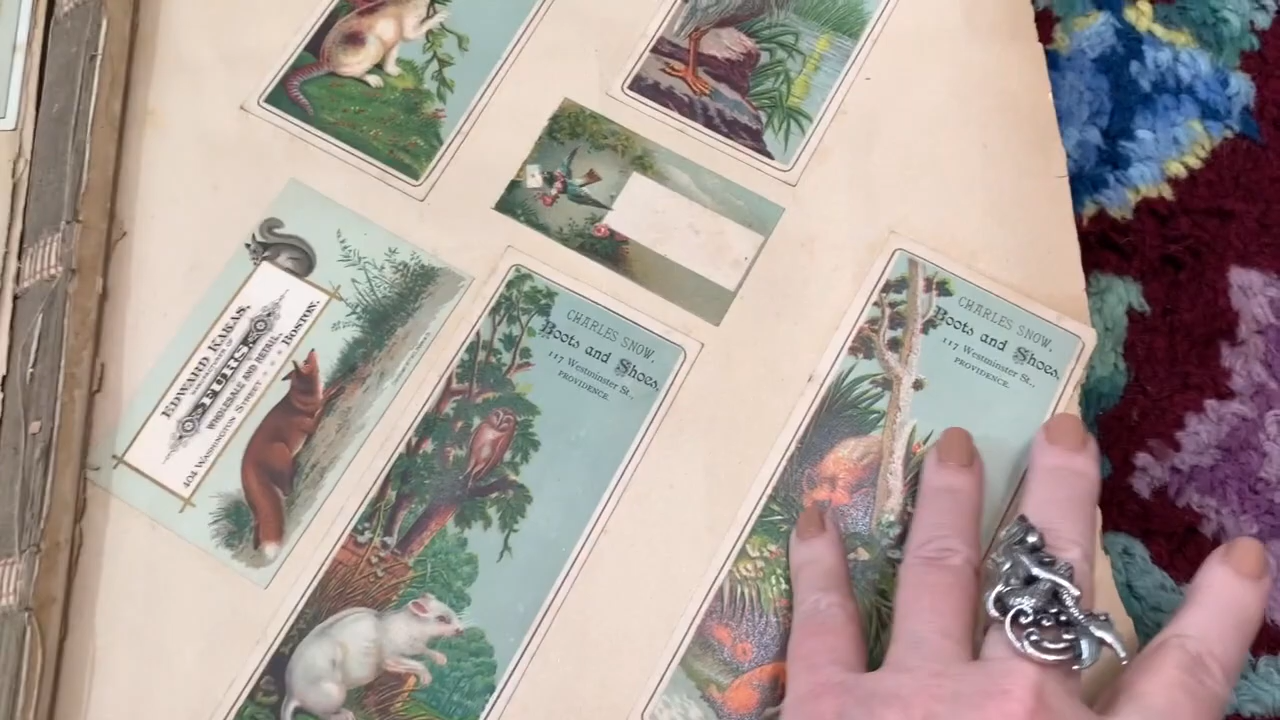 EDWARD KAKAS,
FURS
WHOLESALE AND RETAIL,
404 WASHINGTON STREET BOSTON.
CHARLES SNOW,
Boots and Shoes,
117 Westminster St.,
PROVIDENCE.
CHARLES SNOW,
Boots and Shoes,
117 Westminster St.,
PROVIDENCE.